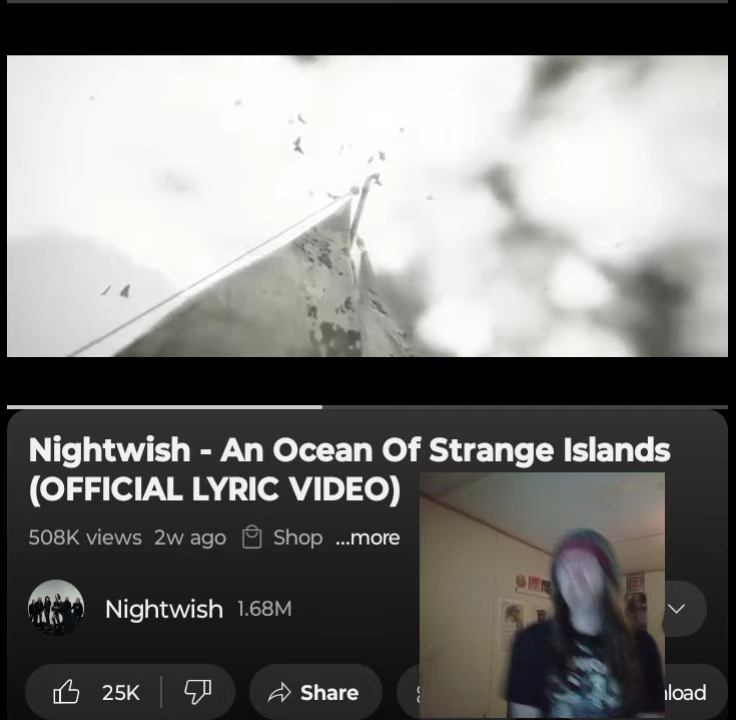 Nightwish - An Ocean Of Strange Islands
(OFFICIAL LYRIC VIDEO)
508K views 2w ago Shop ...more
Nightwish 1.68M
25K Share load